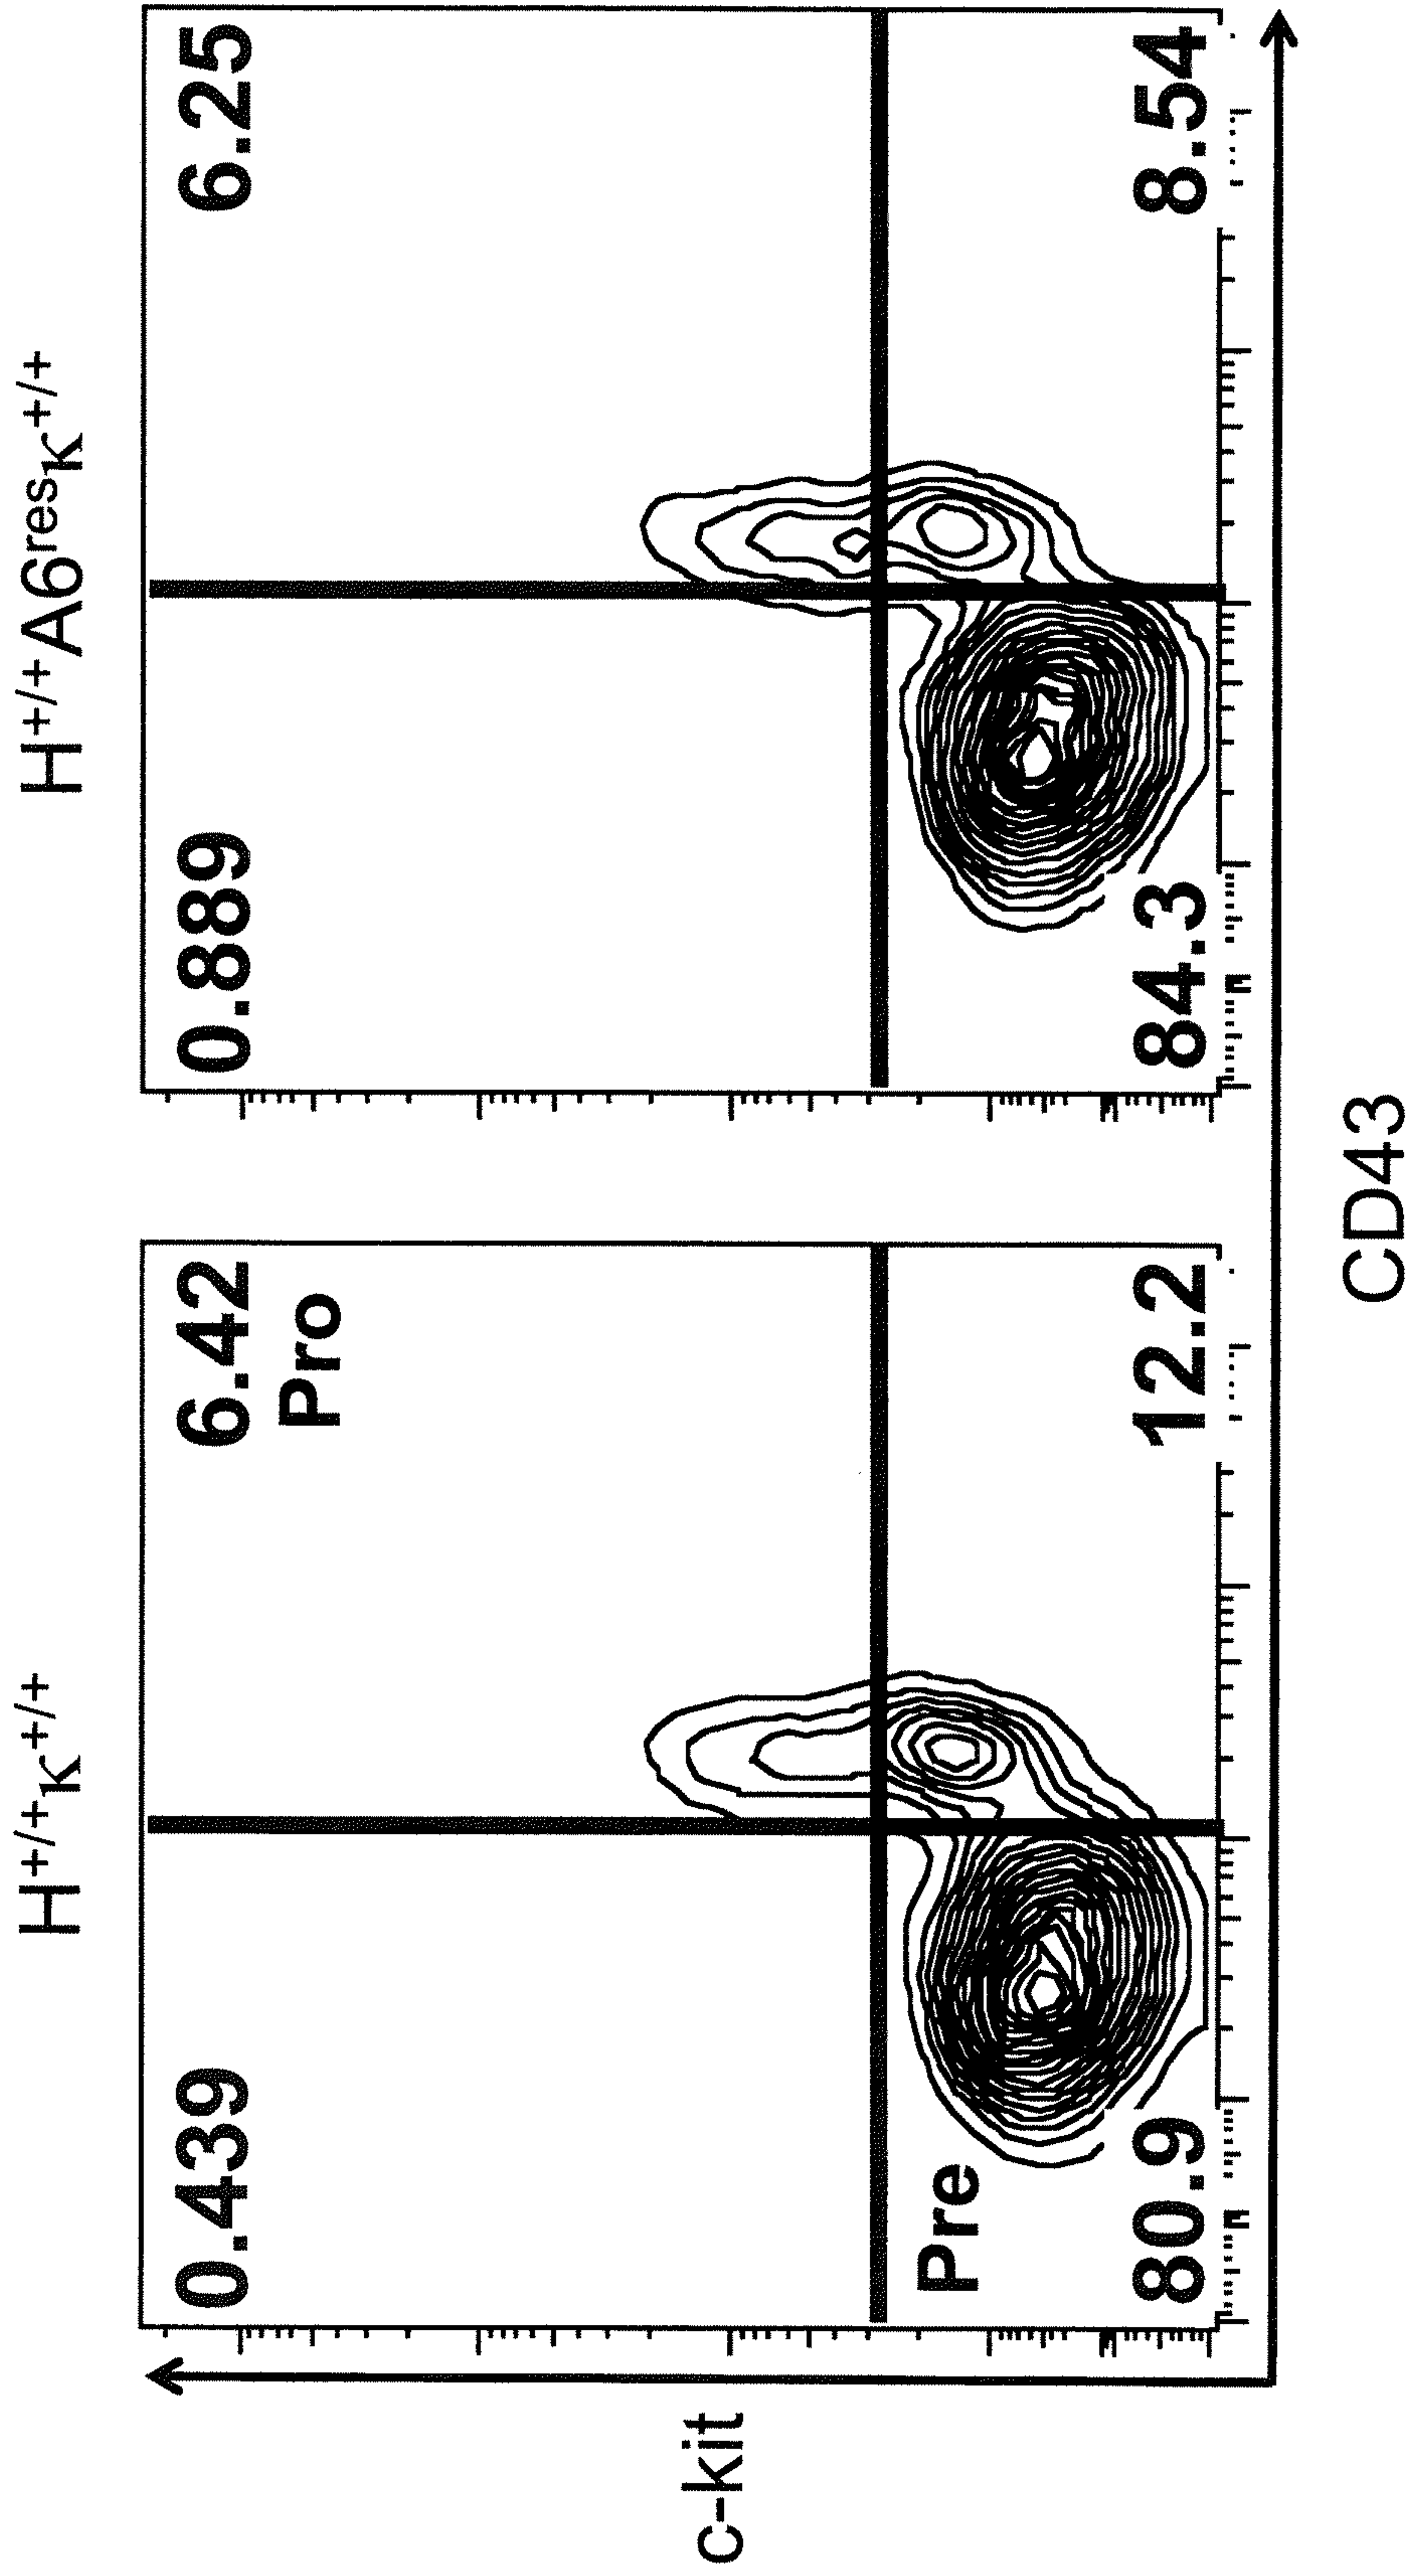 H+/+κ+/+
H+/+A6resκ+/+
0.439
6.42
Pro
0.889
6.25
Pre
80.9
12.2
84.3
8.54
c-kit
CD43